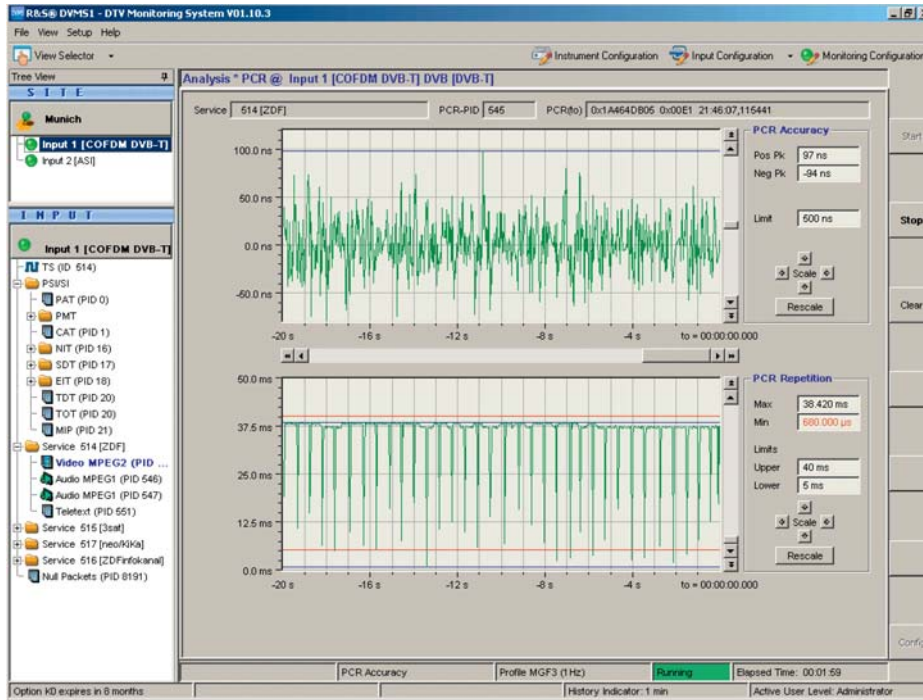 R&S® DVMS1 - DTV Monitoring System V01.10.3
File View Setup Help
View Selector
Instrument Configuration
Input Configuration
Monitoring Configuration
Tree View
SITE
Munich
Input 1 [COFDM DVB-T]
Input 2 [ASI]
INPUT
Input 1 [COFDM DVB-T]
TS (ID 514)
PSI/SI
PAT (PID 0)
PMT
CAT (PID 1)
NIT (PID 16)
SDT (PID 17)
EIT (PID 18)
TDT (PID 20)
TOT (PID 20)
MIP (PID 21)
Service 514 [ZDF]
Video MPEG2 (PID ...
Audio MPEG1 (PID 546)
Audio MPEG1 (PID 547)
Teletext (PID 551)
Service 515 [3sat]
Service 517 [neo/KiKa]
Service 516 [ZDFinfokanal]
Null Packets (PID 8191)
Analysis * PCR @ Input 1 [COFDM DVB-T] DVB [DVB-T]
Service 514 [ZDF] PCR-PID 545 PCR(to) 0x1A464DB05 0x00E1 21:46:07,116441
100.0 ns
50.0 ns
0.0 ns
-50.0 ns
-20 s -16 s -12 s -8 s -4 s to = 00:00:00.000
PCR Accuracy
Pos Pk 97 ns
Neg Pk -94 ns
Limit 500 ns
Scale
Rescale
50.0 ms
37.5 ms
25.0 ms
12.5 ms
0.0 ms
-20 s -16 s -12 s -8 s -4 s to = 00:00:00.000
PCR Repetition
Max 38.420 ms
Min 680.000 µs
Limits
Upper 40 ms
Lower 5 ms
Scale
Rescale
Start
Stop
Clear
Config
PCR Accuracy Profile MGF3 (1Hz) Running Elapsed Time: 00:01:59
Option K0 expires in 8 months History Indicator: 1 min Active User Level: Administrator